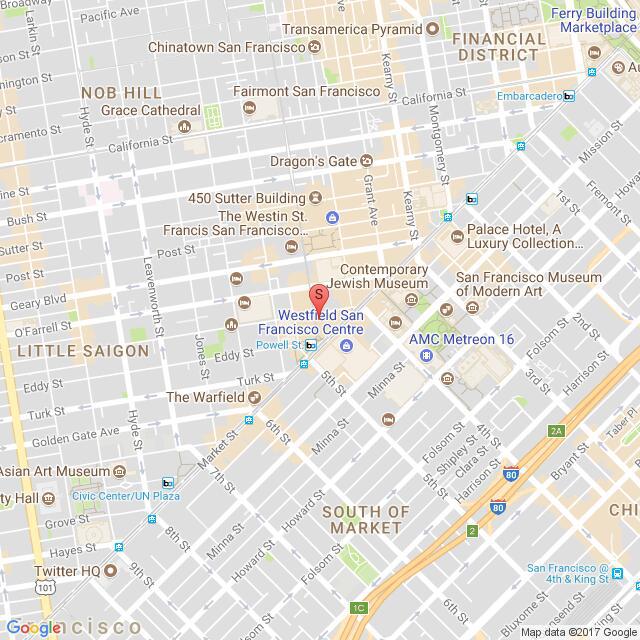 Broadway
Pacific Ave
Larkin St
Transamerica Pyramid
Ferry Building
Marketplace
FINANCIAL
DISTRICT
Chinatown San Francisco
Kearny St
Au
NOB HILL
Grace Cathedral
Fairmont San Francisco
California St
Embarcadero
Montgomery St
Hyde St
Sacramento St
California St
Mission St
Howa
Dragon's Gate
Pine St
Bush St
Grant Ave
Kearny St
1st St
Fremont St
450 Sutter Building
The Westin St.
Francis San Francisco...
Sutter St
Post St
Palace Hotel, A
Luxury Collection...
Post St
Leavenworth St
Contemporary
Jewish Museum
San Francisco Museum
of Modern Art
Geary Blvd
S
O'Farrell St
Westfield San
Francisco Centre
Powell St.
AMC Metreon 16
Folsom St
Harrison St
LITTLE SAIGON
Jones St
Eddy St
Eddy St
Turk St
3rd St
The Warfield
5th St
Minna St
Turk St
Hyde St
Golden Gate Ave
Market St
6th St
Minna St
4th St
2A
Taber Pl
Folsom St
Shipley St
Clara St
Harrison St
Bryant St
80
Asian Art Museum
7th St
5th St
City Hall
Civic Center/UN Plaza
Howard St
80
SOUTH OF
MARKET
CHI
Grove St
8th St
Minna St
2
Hayes St
Howard St
Folsom St
Twitter HQ
9th St
San Francisco @
4th & King St
101
1C
6th St
Bluxome St
Townsend St
Francisco
Google
Map data ©2017 Google